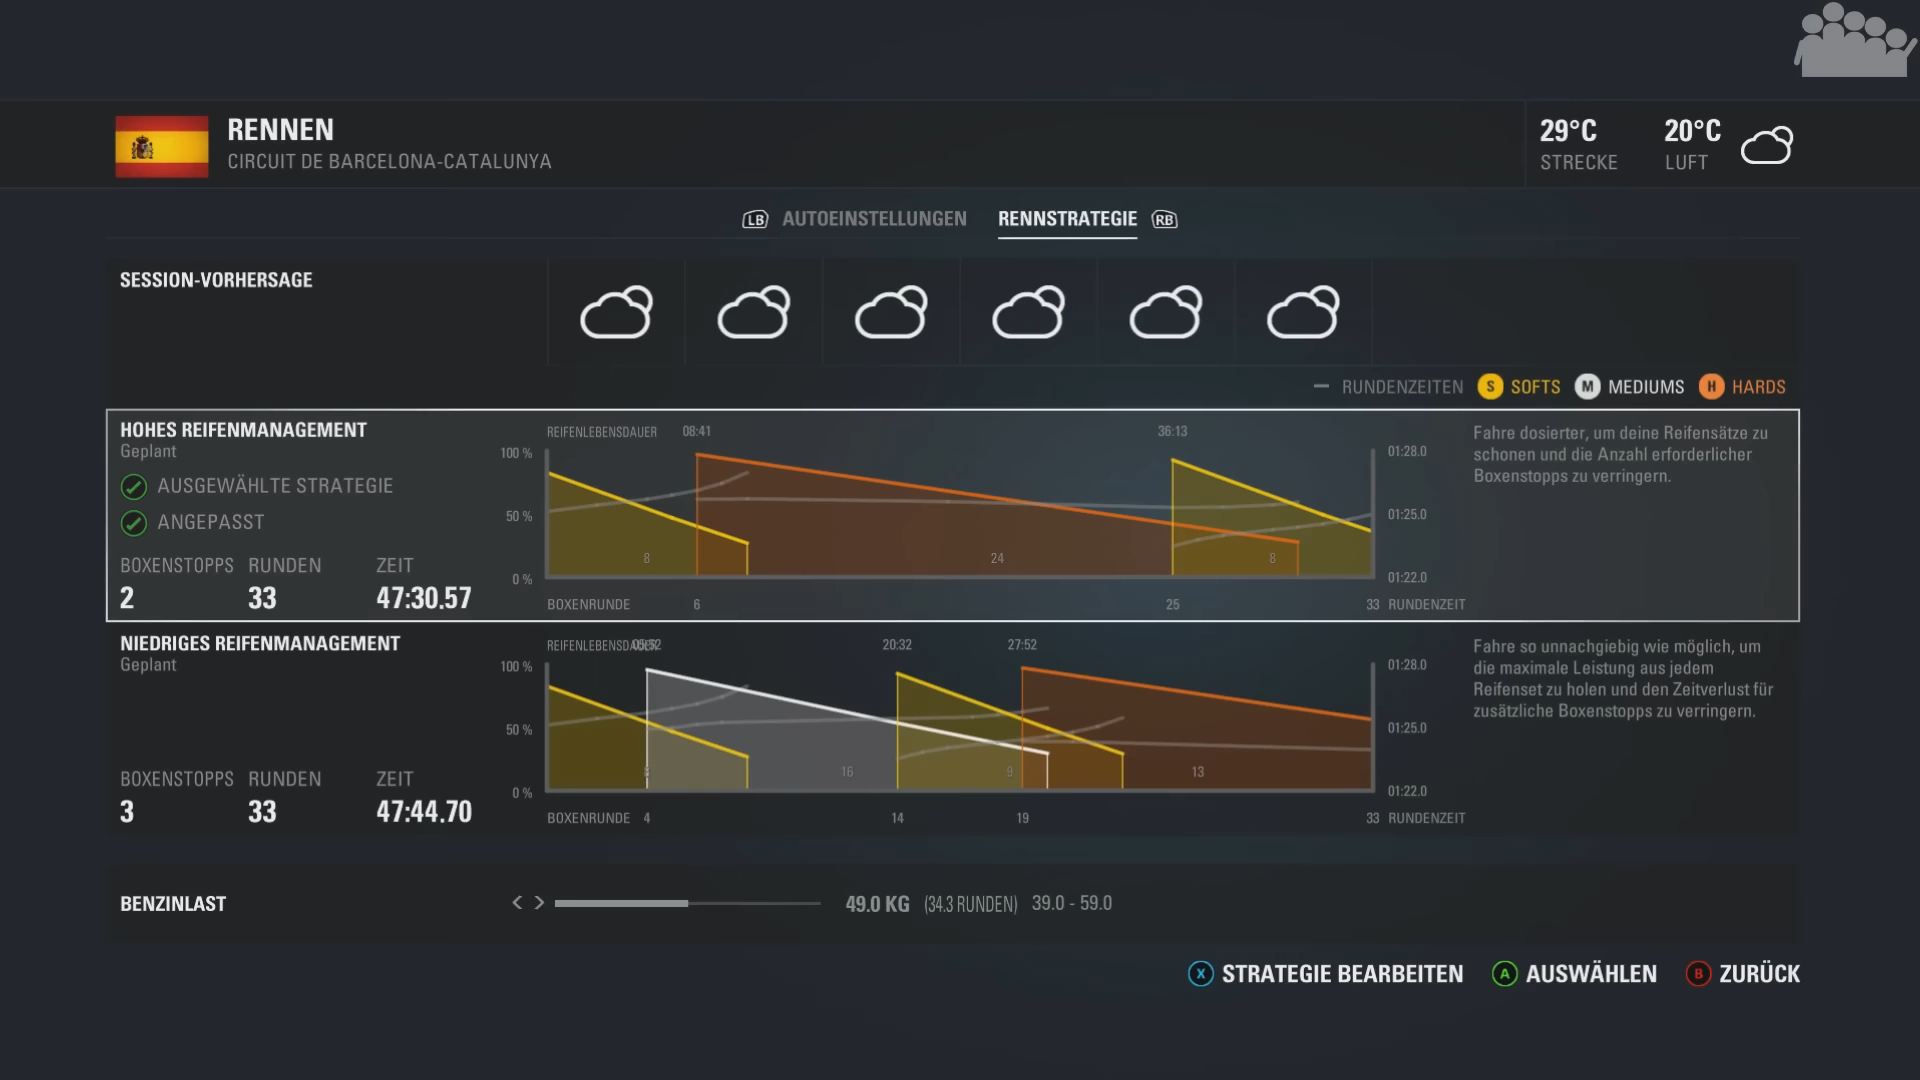 RENNEN
CIRCUIT DE BARCELONA-CATALUNYA
29°C
STRECKE
20°C
LUFT
LB AUTOEINSTELLUNGEN RENNSTRATEGIE RB
SESSION-VORHERSAGE
RUNDENZEITEN S SOFTS M MEDIUMS H HARDS
HOHES REIFENMANAGEMENT
Geplant
AUSGEWÄHLTE STRATEGIE
ANGEPASST
BOXENSTOPPS RUNDEN ZEIT
2 33 47:30.57
REIFENLEBENSDAUER 08:41 36:13
100 % 01:28.0
50 % 01:25.0
8 24 8
0 % 01:22.0
BOXENRUNDE 6 25 33 RUNDENZEIT
Fahre dosierter, um deine Reifensätze zu
schonen und die Anzahl erforderlicher
Boxenstopps zu verringern.
NIEDRIGES REIFENMANAGEMENT
Geplant
BOXENSTOPPS RUNDEN ZEIT
3 33 47:44.70
20:32 27:52
100 % 01:28.0
50 % 01:25.0
16 9 13
0 % 01:22.0
BOXENRUNDE 4 14 19 33 RUNDENZEIT
Fahre so unnachgiebig wie möglich, um
die maximale Leistung aus jedem
Reifenset zu holen und den Zeitverlust für
zusätzliche Boxenstopps zu verringern.
BENZINLAST < > 49.0 KG (34.3 RUNDEN) 39.0 - 59.0
X STRATEGIE BEARBEITEN A AUSWÄHLEN B ZURÜCK